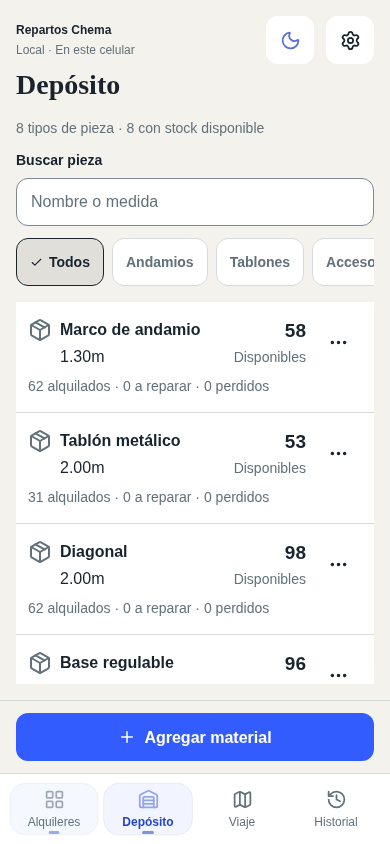 Repartos Chema
Local · En este celular
Depósito
8 tipos de pieza · 8 con stock disponible
Buscar pieza
Nombre o medida
Todos
Andamios
Tablones
Acceso
Marco de andamio
58
1.30m
Disponibles
62 alquilados · 0 a reparar · 0 perdidos
Tablón metálico
53
2.00m
Disponibles
31 alquilados · 0 a reparar · 0 perdidos
Diagonal
98
2.00m
Disponibles
62 alquilados · 0 a reparar · 0 perdidos
Base regulable
96
Agregar material
Alquileres
Depósito
Viaje
Historial